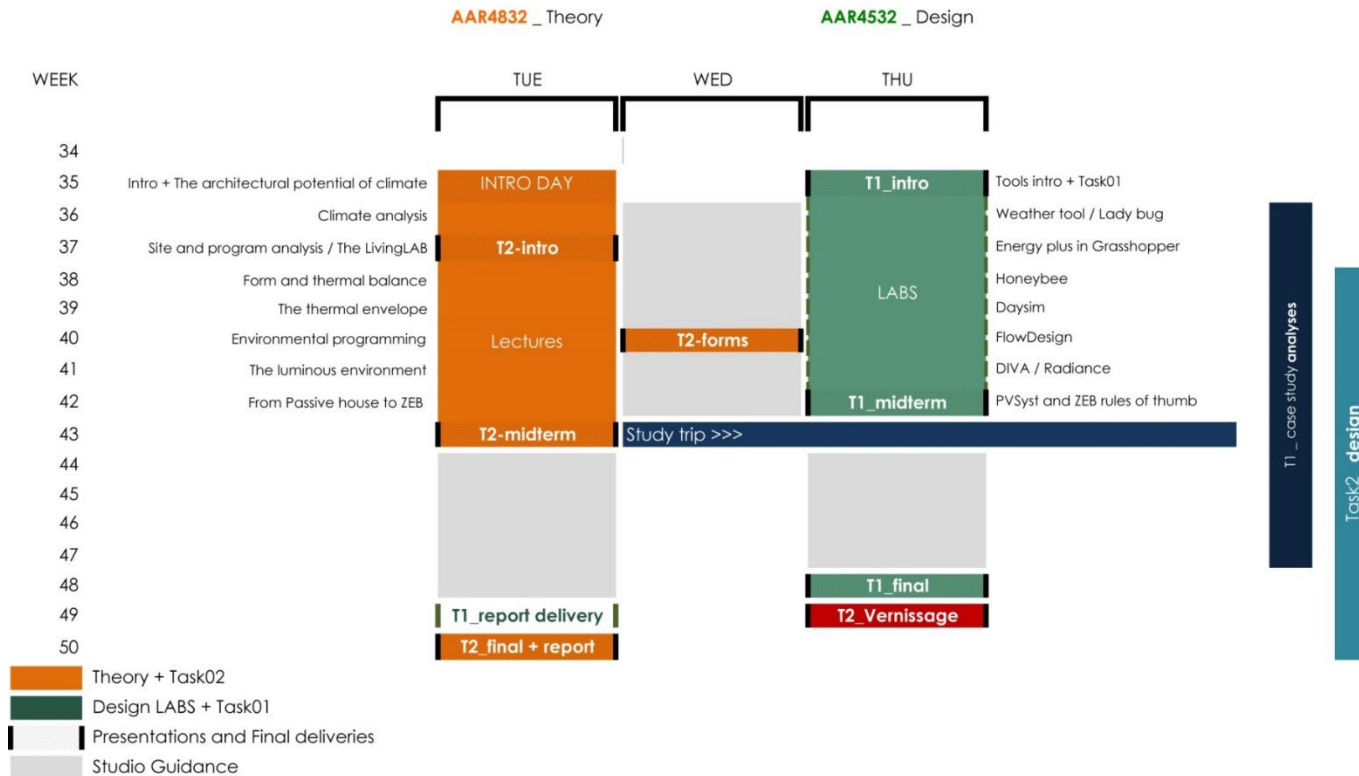 AAR4832 _ Theory
AAR4532 _ Design
WEEK
TUE
WED
THU
34
35
Intro + The architectural potential of climate
INTRO DAY
T1_intro
Tools intro + Task01
36
Climate analysis
Weather tool / Lady bug
37
Site and program analysis / The LivingLAB
T2-intro
Energy plus in Grasshopper
38
Form and thermal balance
LABS
Honeybee
39
The thermal envelope
Daysim
40
Environmental programming
Lectures
T2-forms
FlowDesign
41
The luminous environment
DIVA / Radiance
42
From Passive house to ZEB
T1_midterm
PVSyst and ZEB rules of thumb
43
T2-midterm
Study trip >>>
44
45
46
47
48
T1_final
49
T1_report delivery
T2_Vernissage
50
T2_final + report
T1 _ case study analyses
Task2_ design
Theory + Task02
Design LABS + Task01
Presentations and Final deliveries
Studio Guidance